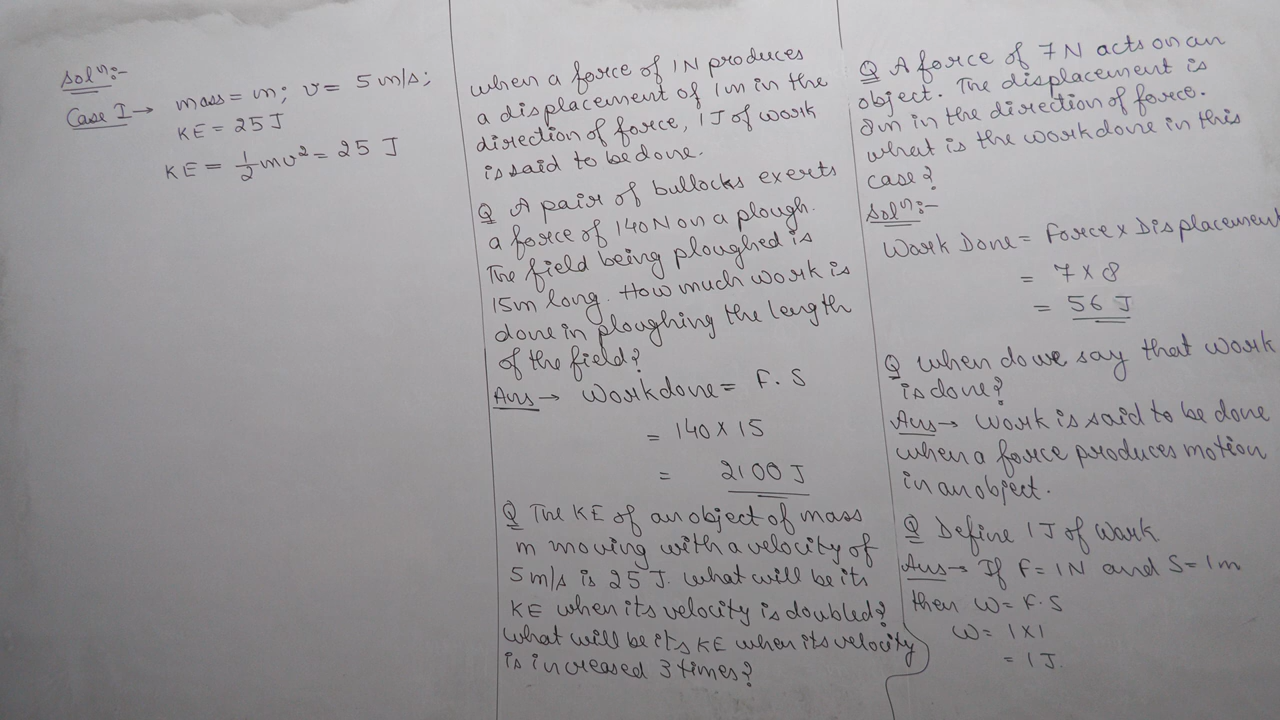 Q A force of 7N acts on an
object. The displacement is
8m in the direction of force.
what is the workdone in this
case?
Solⁿ:-
Work Done = Force x Displacement
= 7 x 8
= 56 J
Q when do we say that work
is done?
Ans → Work is said to be done
when a force produces motion
in an object.
Q Define 1J of Work
Ans → If F = 1N and S = 1m
then W = F.S
W = 1 x 1
= 1J.
when a force of 1N produces
a displacement of 1m in the
direction of force, 1J of work
is said to be done.
Q A pair of bullocks exerts
a force of 140N on a plough.
The field being ploughed is
15m long. How much work is
done in ploughing the length
of the field?
Ans → Workdone = F.S
= 140 x 15
= 2100 J
Q The KE of an object of mass
m moving with a velocity of
5 m/s is 25 J. what will be its
KE when its velocity is doubled?
What will be its KE when its velocity
is increased 3 times?
Solⁿ:-
Case I → mass = m; v = 5 m/s;
KE = 25 J
KE = 1/2 mv² = 25 J